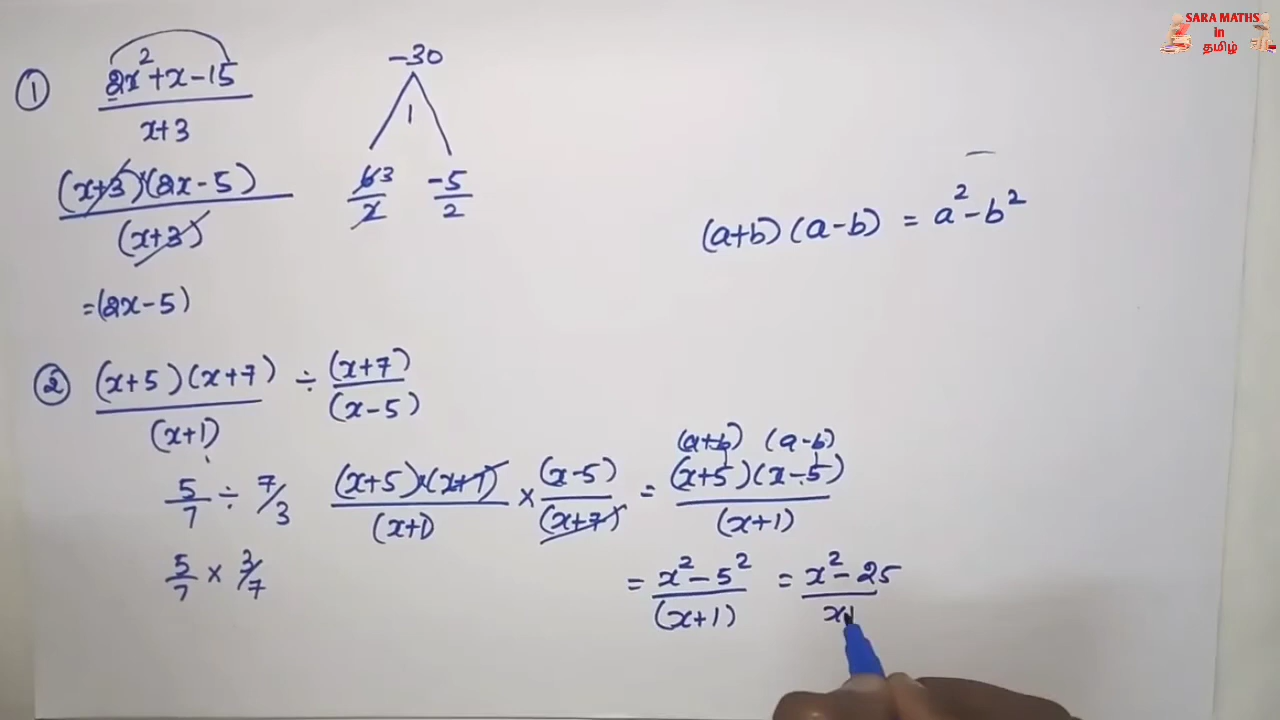 SARA MATHS
in
தமிழ்
① 2x² + x - 15 / x+3
-30
1
6 3 / 2   -5 / 2
(x+3)(2x-5) / (x+3)
= (2x-5)
(a+b)(a-b) = a² - b²
② (x+5)(x+7) / (x+1) ÷ (x+7) / (x-5)
5/7 ÷ 7/3
5/7 × 3/7
(x+5)×(x+7) / (x+1) × (x-5) / (x+7) = (x+5)(x-5) / (x+1)
(a+b) (a-b)
= x² - 5² / (x+1) = x² - 25 / x